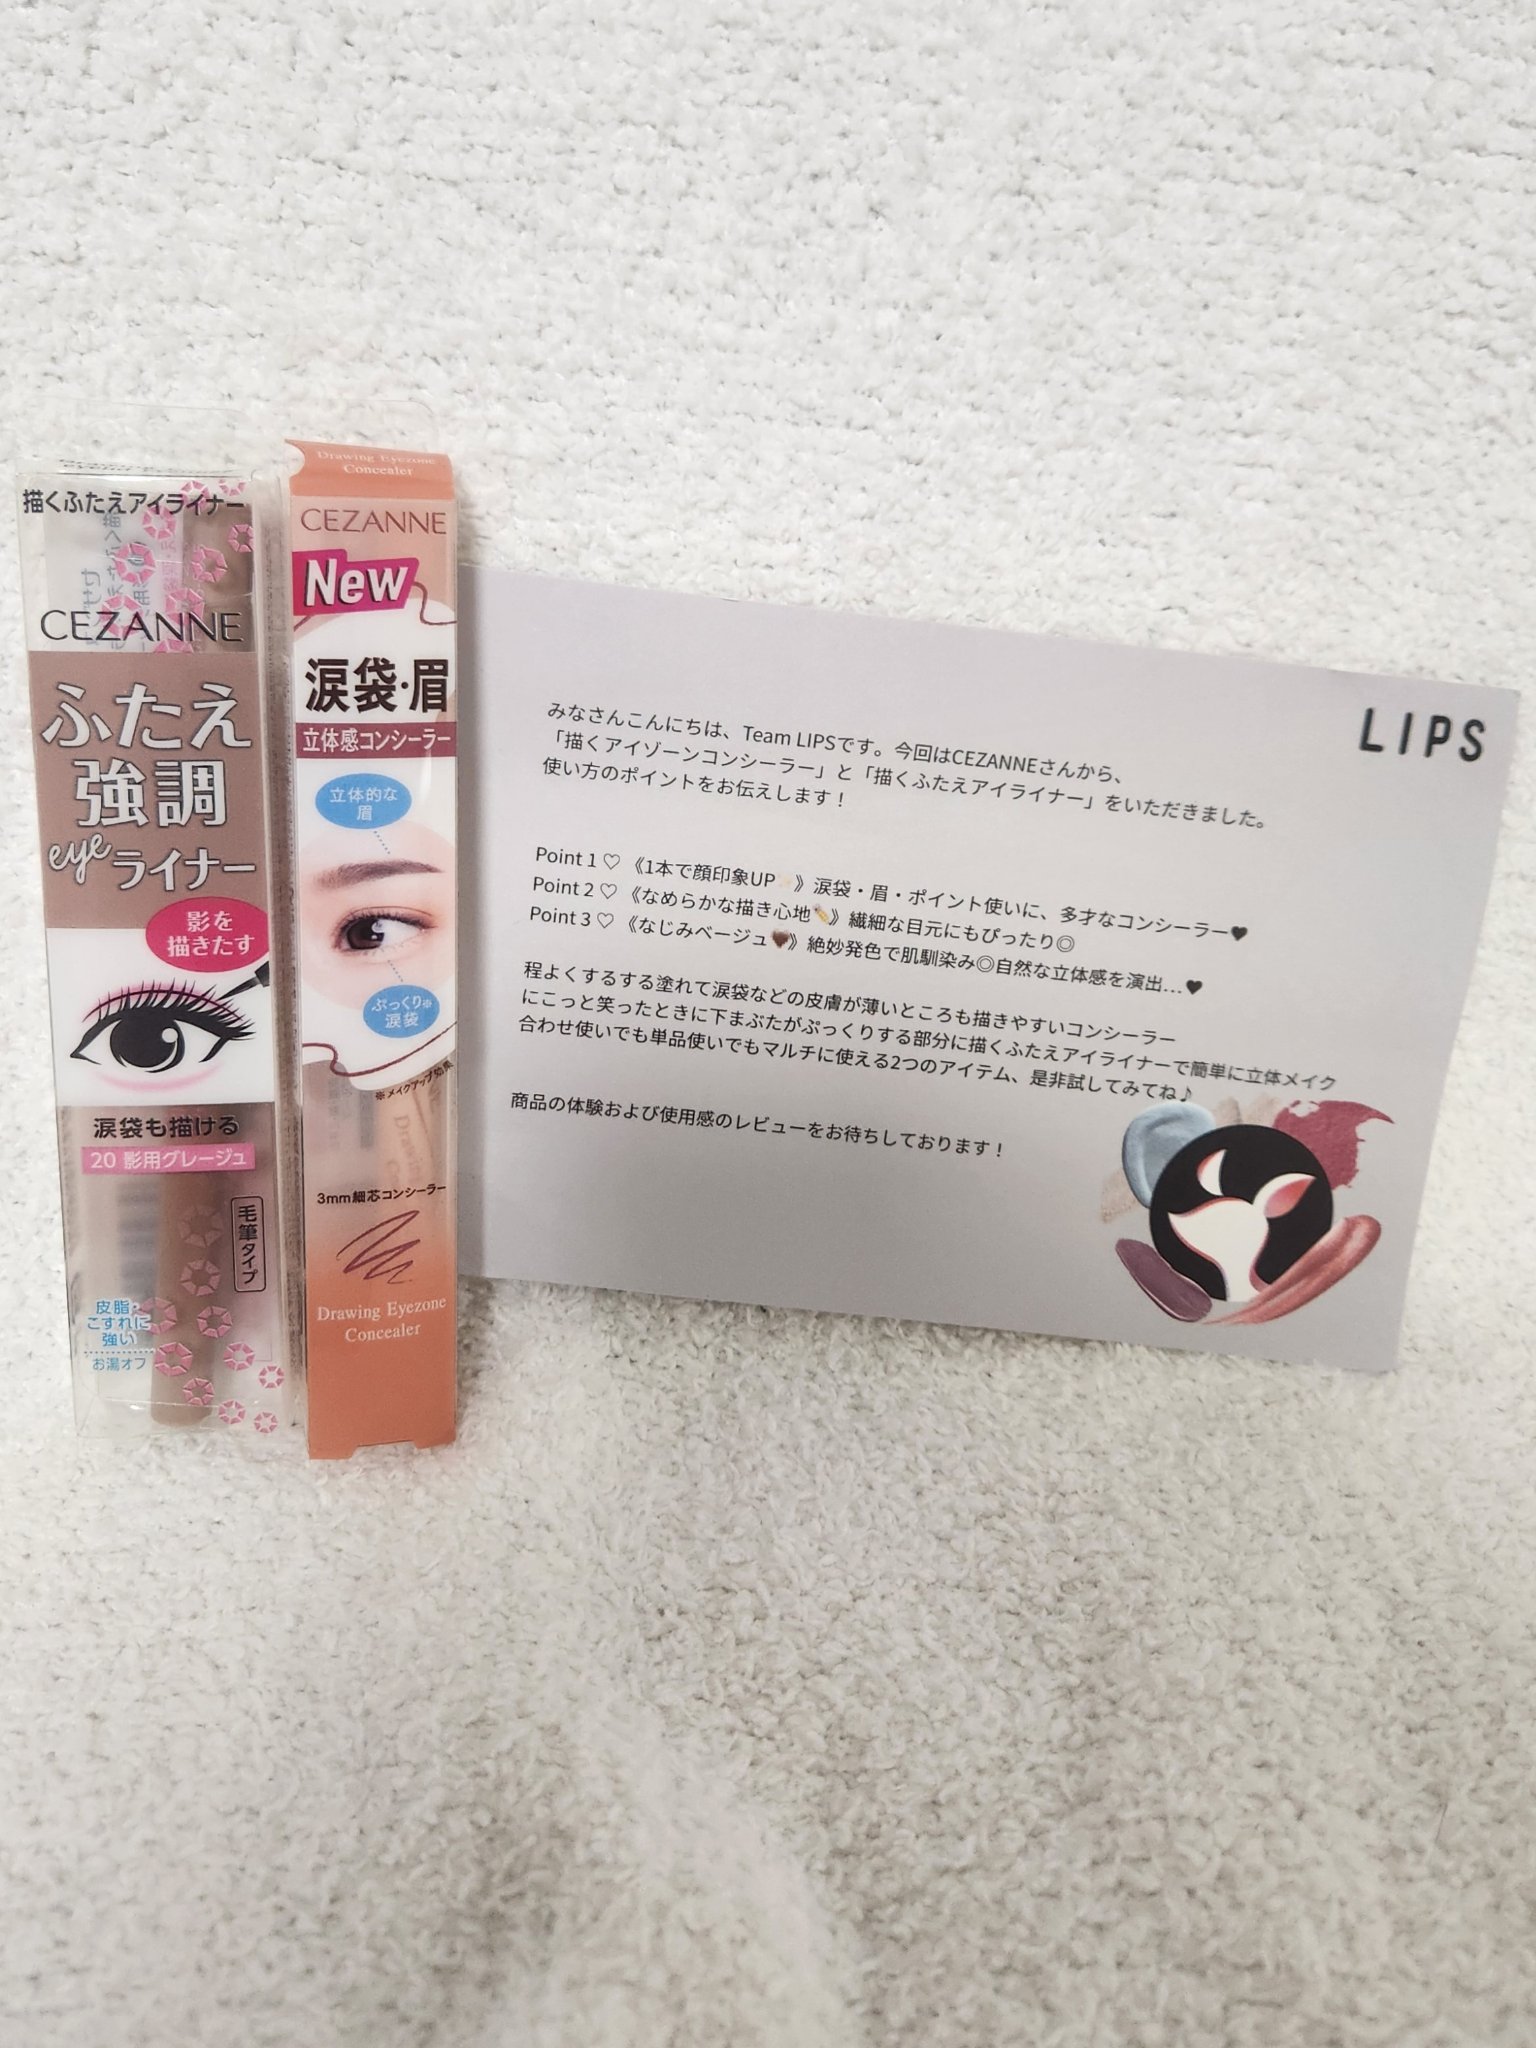 描くふたえアイライナー
CEZANNE
ふたえ
強調
eye
ライナー
影を
描きたす
涙袋も描ける
20 影用グレージュ
毛筆タイプ
皮脂・
こすれに
強い
お湯オフ
Drawing Eyezone
Concealer
CEZANNE
New
涙袋・眉
立体感コンシーラー
立体的な
眉
ぷっくり※
涙袋
※メイクアップ効果
3mm細芯コンシーラー
Drawing Eyezone
Concealer
LIPS
みなさんこんにちは、Team LIPSです。今回はCEZANNEさんから、
「描くアイゾーンコンシーラー」と「描くふたえアイライナー」をいただきました。
使い方のポイントをお伝えします！
Point 1 ♡ 《1本で顔印象UP✨》涙袋・眉・ポイント使いに、多才なコンシーラー♥
Point 2 ♡ 《なめらかな描き心地✏️》繊細な目元にもぴったり◎
Point 3 ♡ 《なじみベージュ🤎》絶妙発色で肌馴染み◎自然な立体感を演出…♥
程よくするする塗れて涙袋などの皮膚が薄いところも描きやすいコンシーラー
にこっと笑ったときに下まぶたがぷっくりする部分に描くふたえアイライナーで簡単に立体メイク
合わせ使いでも単品使いでもマルチに使える2つのアイテム、是非試してみてね♪
商品の体験および使用感のレビューをお待ちしております！